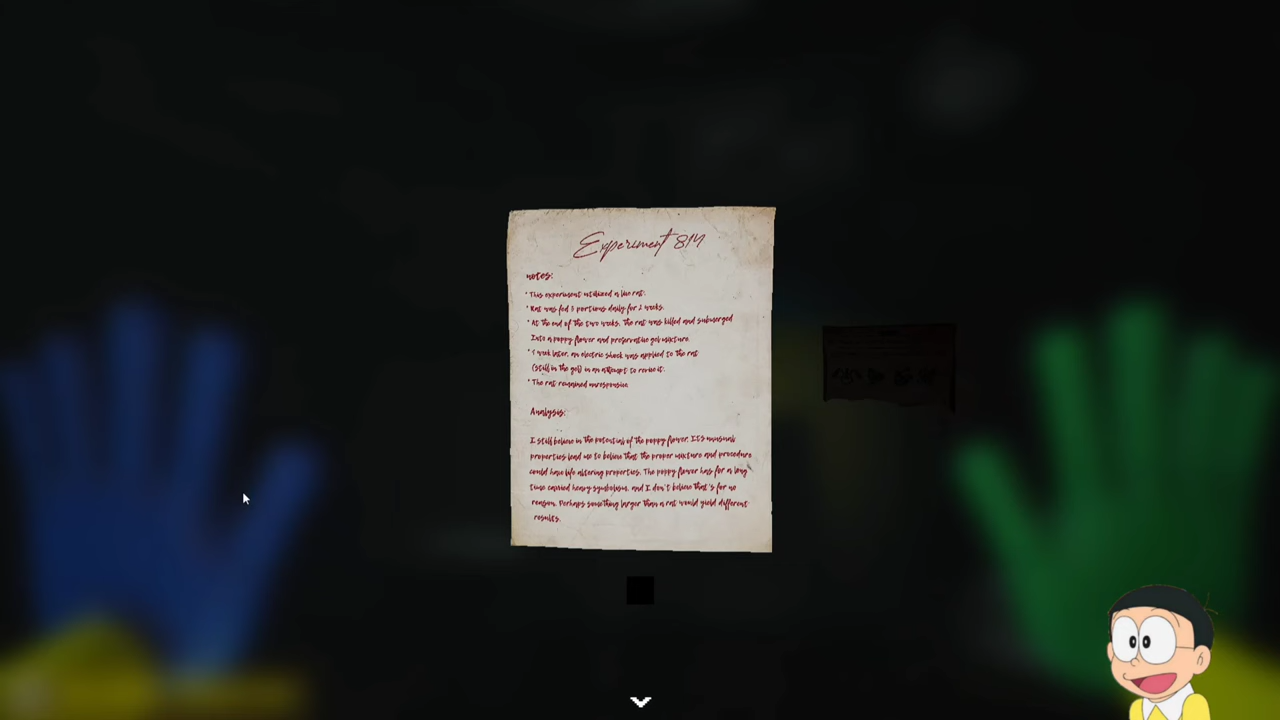 Experiment 814
notes:
* This experiment utilized a live rat.
* Rat was fed 3 portions daily for 2 weeks.
* At the end of the two weeks, the rat was killed and submerged
Into a poppy flower and preservative gel mixture.
* 1 week later, an electric shock was applied to the rat
(still in the gel) in an attempt to revive it.
* The rat remained unresponsive.
Analysis:
I still believe in the potential of the poppy flower. It's unusual
properties lead me to believe that the proper mixture and procedure
could have life altering properties. The poppy flower has for a long
time carried heavy symbolism, and I don't believe that's for no
reason. Perhaps something larger than a rat would yield different
results.